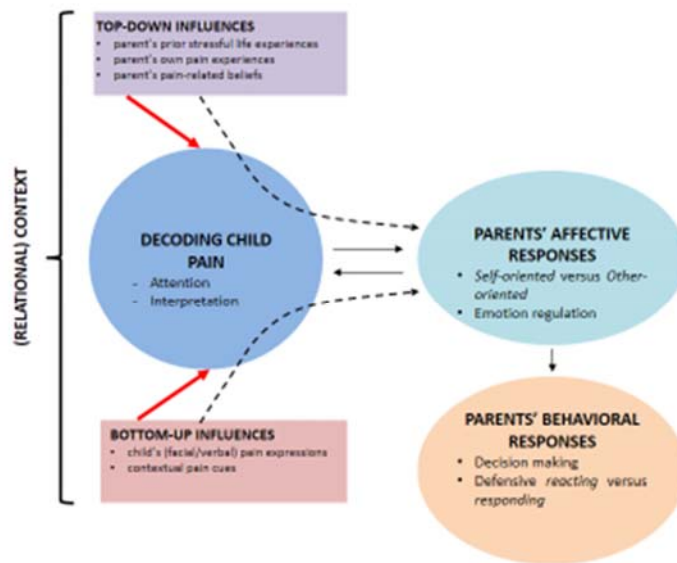 TOP-DOWN INFLUENCES
• parent's prior stressful life experiences
• parent's own pain experiences
• parent's pain-related beliefs
(RELATIONAL) CONTEXT
DECODING CHILD
PAIN
- Attention
- Interpretation
PARENTS' AFFECTIVE
RESPONSES
• Self-oriented versus Other-
oriented
• Emotion regulation
BOTTOM-UP INFLUENCES
• child's (facial/verbal) pain expressions
• contextual pain cues
PARENTS' BEHAVIORAL
RESPONSES
• Decision making
• Defensive reacting versus
responding